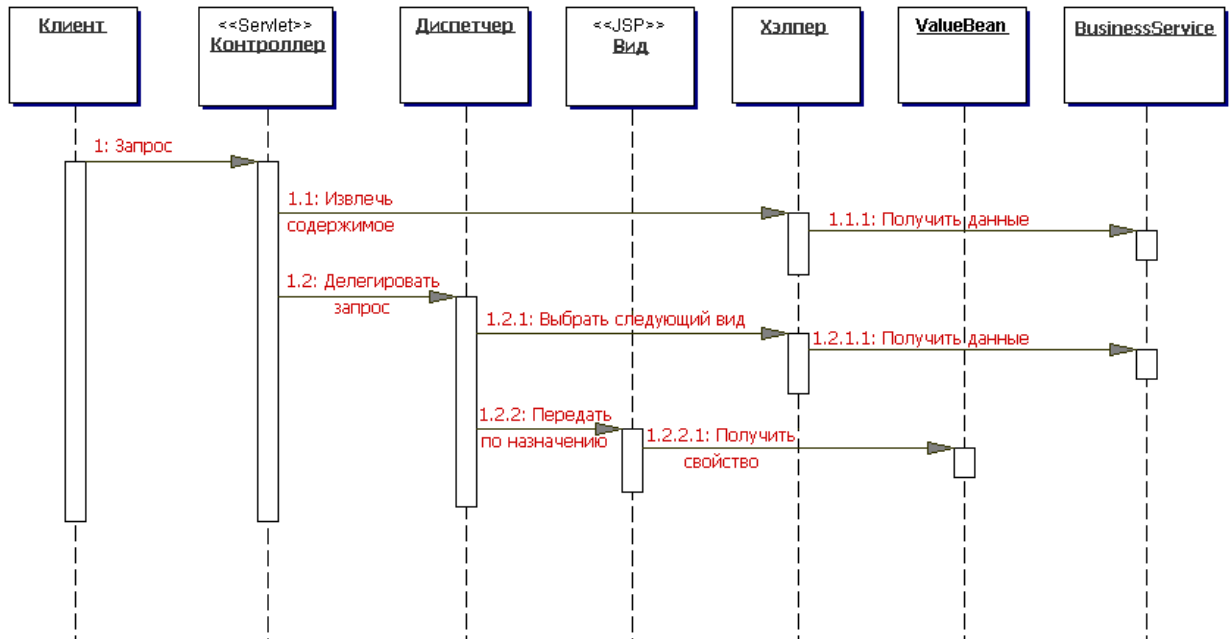 Клиент
<<Servlet>>
Контроллер
Диспетчер
<<JSP>>
Вид
Хэлпер
ValueBean
BusinessService
1: Запрос
1.1: Извлечь
содержимое
1.1.1: Получить данные
1.2: Делегировать
запрос
1.2.1: Выбрать следующий вид
1.2.1.1: Получить данные
1.2.2: Передать
по назначению
1.2.2.1: Получить
свойство